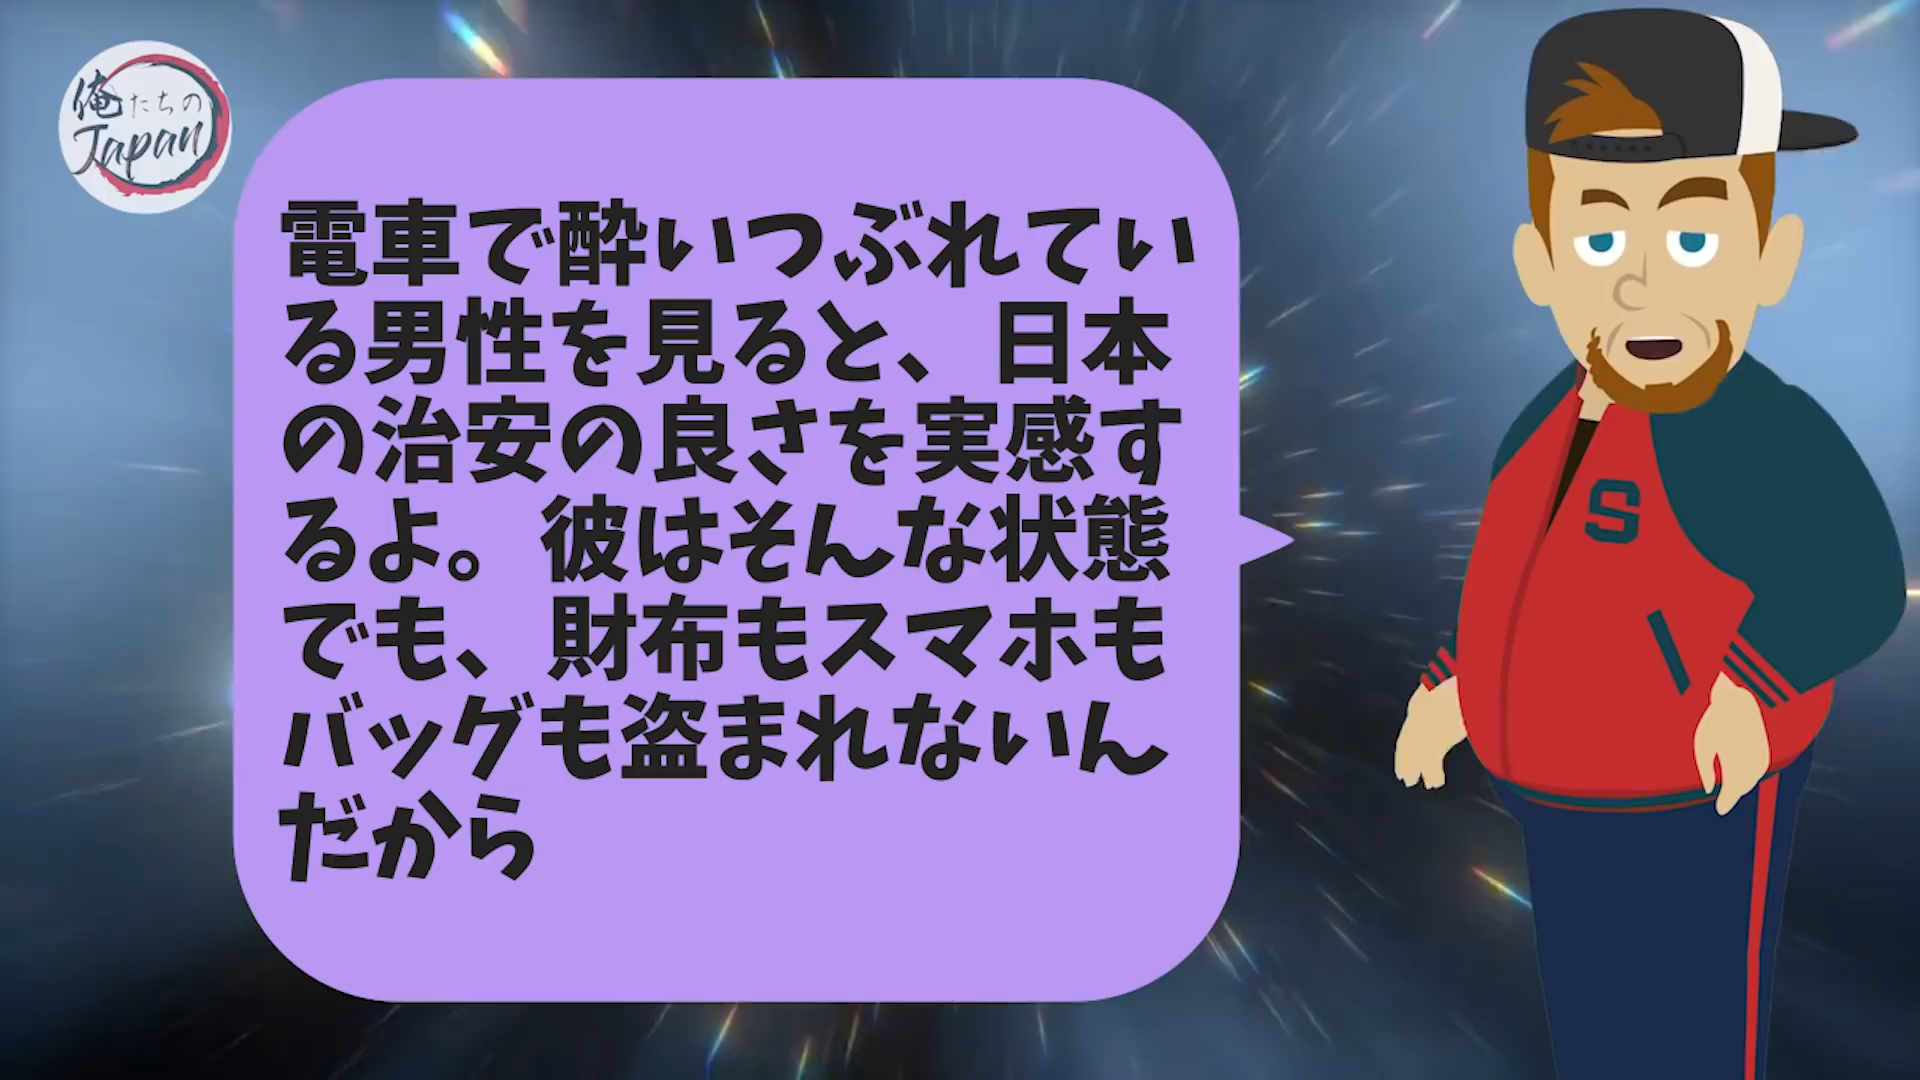 俺たちの
Japan
電車で酔いつぶれてい
る男性を見ると、日本
の治安の良さを実感す
るよ。彼はそんな状態
でも、財布もスマホも
バッグも盗まれないん
だから
S